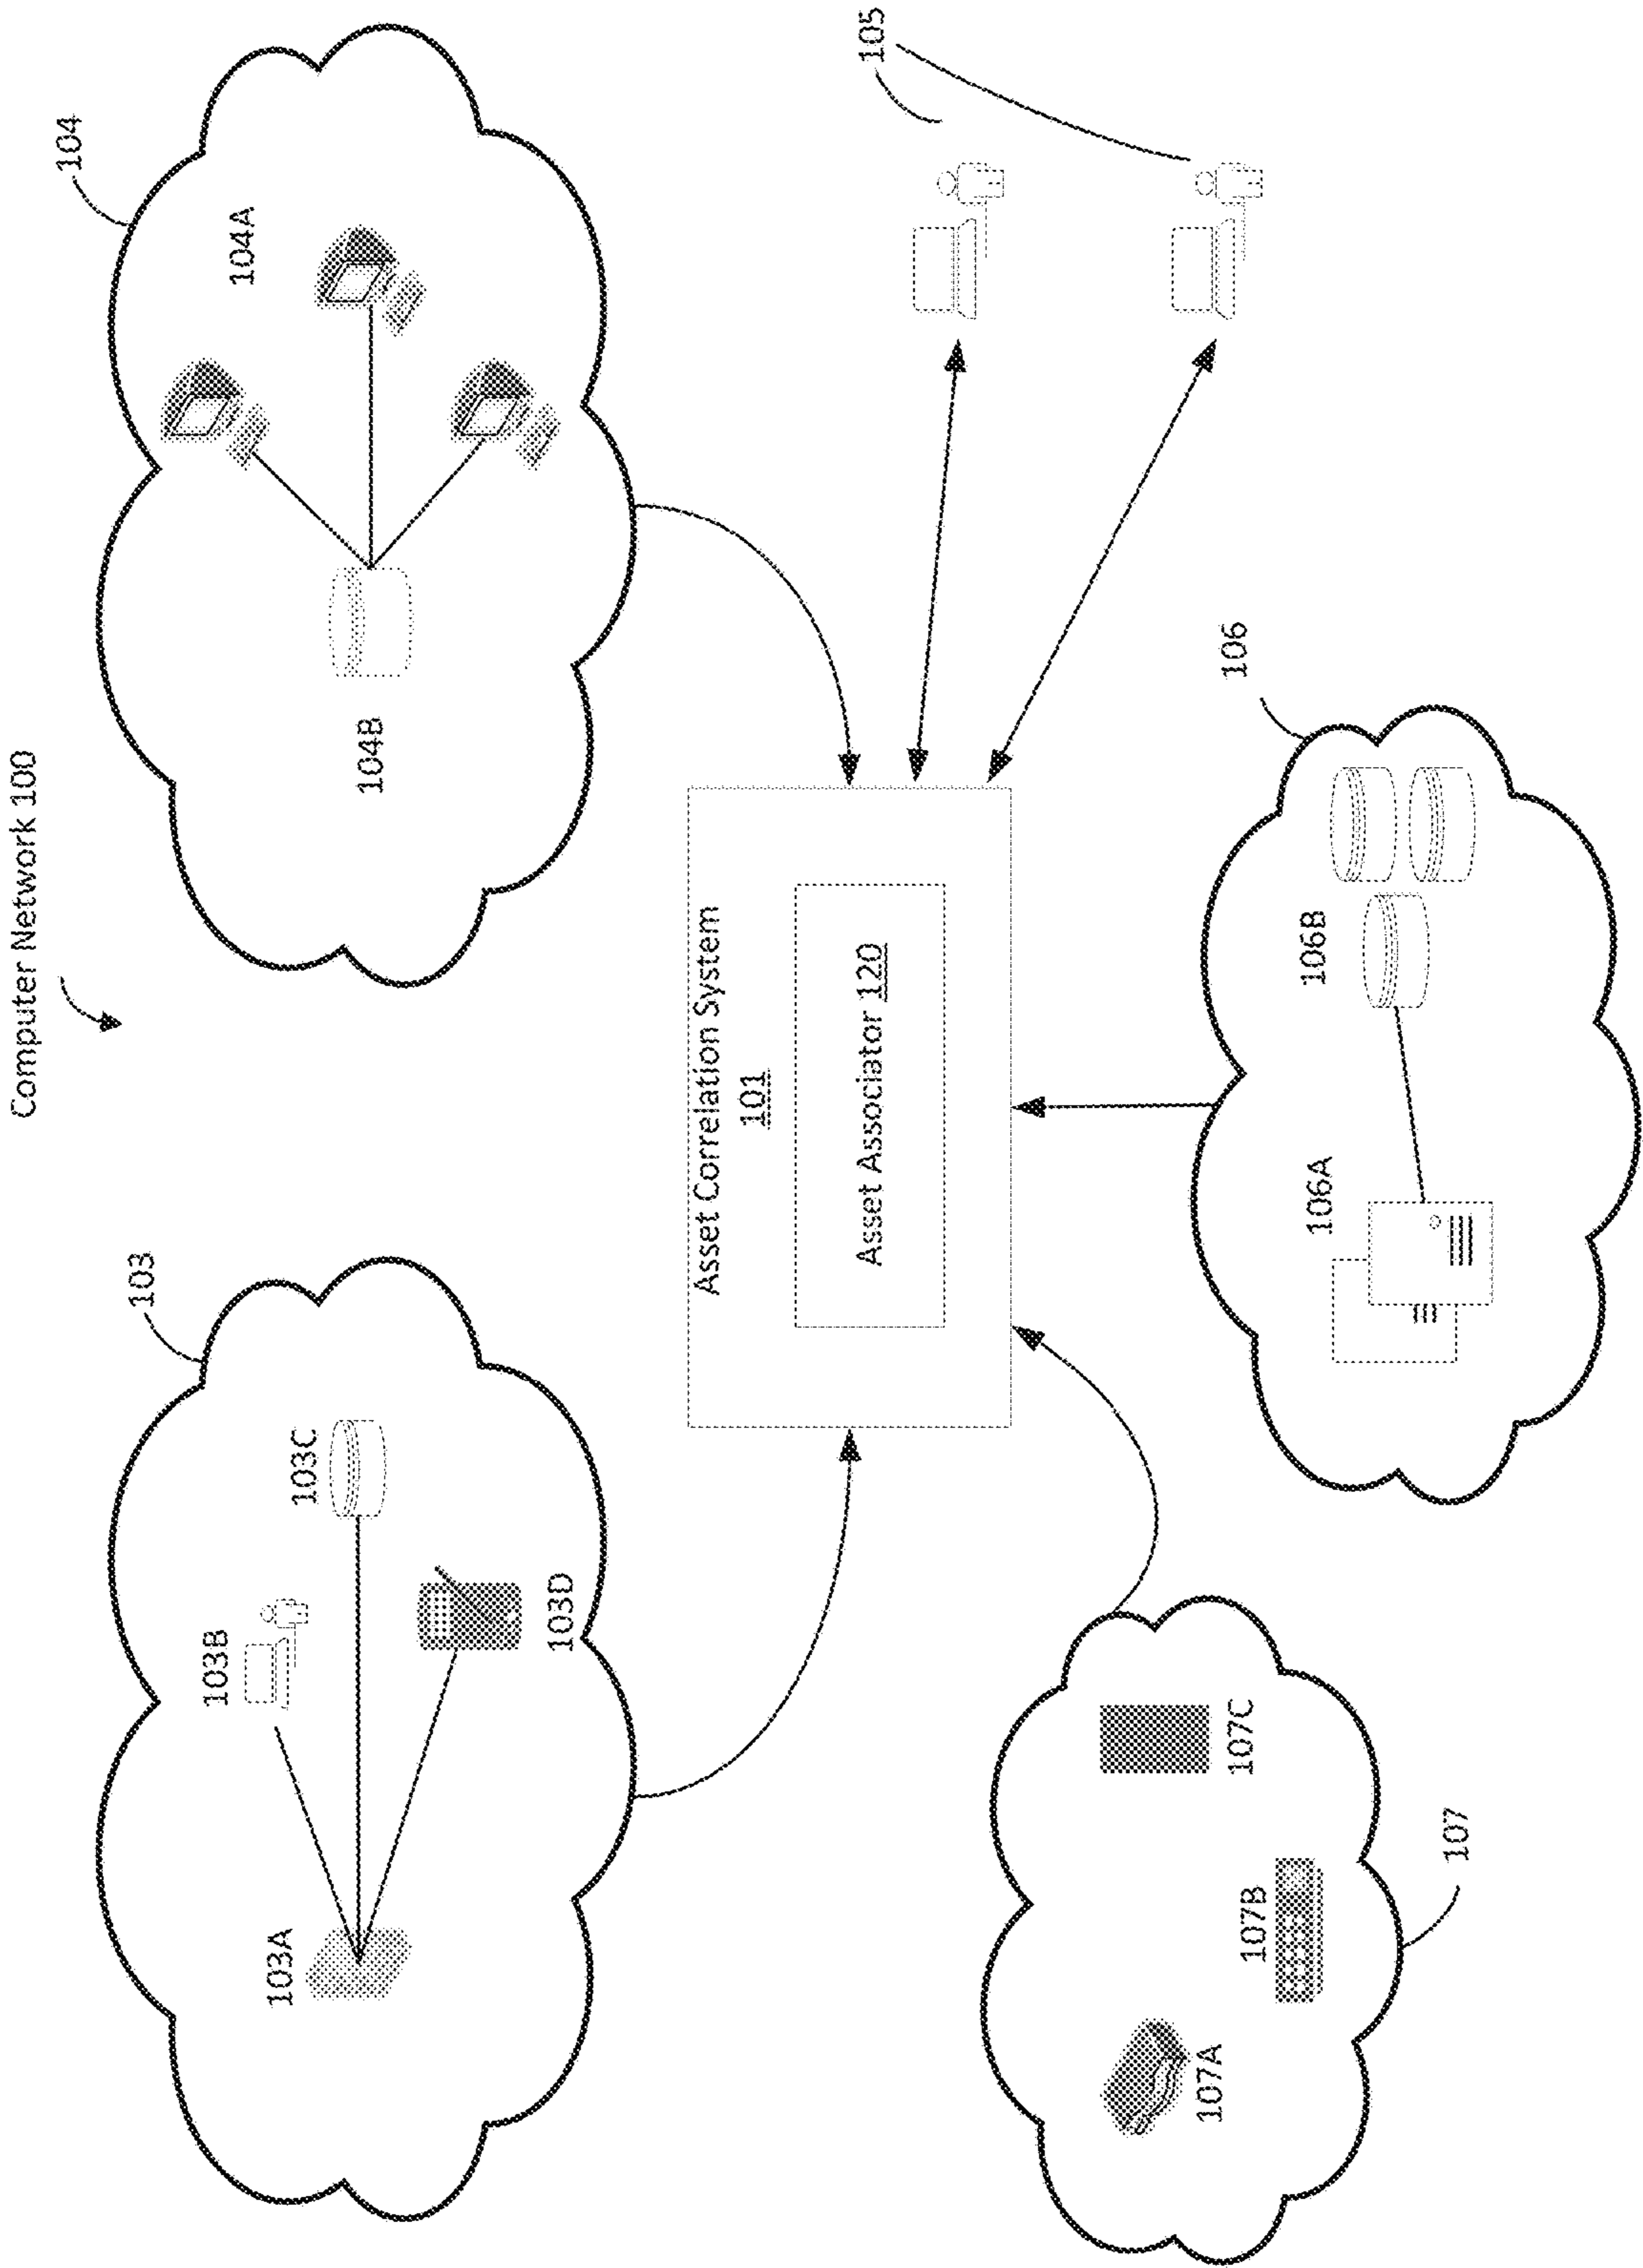 Computer Network 100
103
103A
103B
103C
103D
104
104A
104B
Asset Correlation System
101
Asset Associator 120
105
107
107A
107B
107C
106
106A
106B